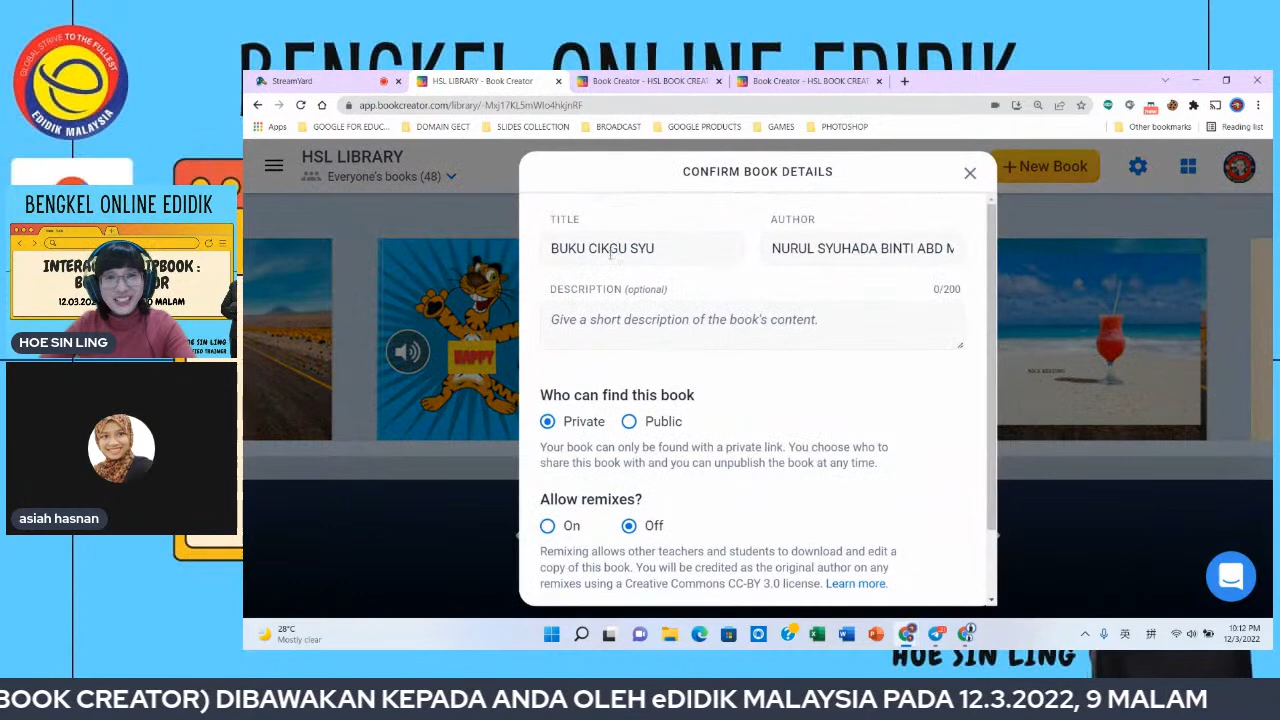 BENGKEL ONLINE EDIDIK
GLOBAL STRIVE TO THE FULLEST
EDIDIK MALAYSIA
StreamYard
HSL LIBRARY - Book Creator
Book Creator - HSL BOOK CREAT
Book Creator - HSL BOOK CREAT
app.bookcreator.com/library/-Mxj17KL5mWIo4hkjnRF
Apps
GOOGLE FOR EDUC...
DOMAIN GECT
SLIDES COLLECTION
BROADCAST
GOOGLE PRODUCTS
GAMES
PHOTOSHOP
Other bookmarks
Reading list
HSL LIBRARY
Everyone's books (48)
+ New Book
CONFIRM BOOK DETAILS
TITLE
AUTHOR
BUKU CIKGU SYU
NURUL SYUHADA BINTI ABD M
DESCRIPTION (optional)
0/200
Give a short description of the book's content.
Who can find this book
Private
Public
Your book can only be found with a private link. You choose who to
share this book with and you can unpublish the book at any time.
Allow remixes?
On
Off
Remixing allows other teachers and students to download and edit a
copy of this book. You will be credited as the original author on any
remixes using a Creative Commons CC-BY 3.0 license. Learn more.
HAPPY
BENGKEL ONLINE EDIDIK
12.03.
MALAM
HOE SIN LING
asiah hasnan
28°C
Mostly clear
英
拼
10:12 PM
12/3/2022
HOE SIN LING
BOOK CREATOR) DIBAWAKAN KEPADA ANDA OLEH eDIDIK MALAYSIA PADA 12.3.2022, 9 MALAM